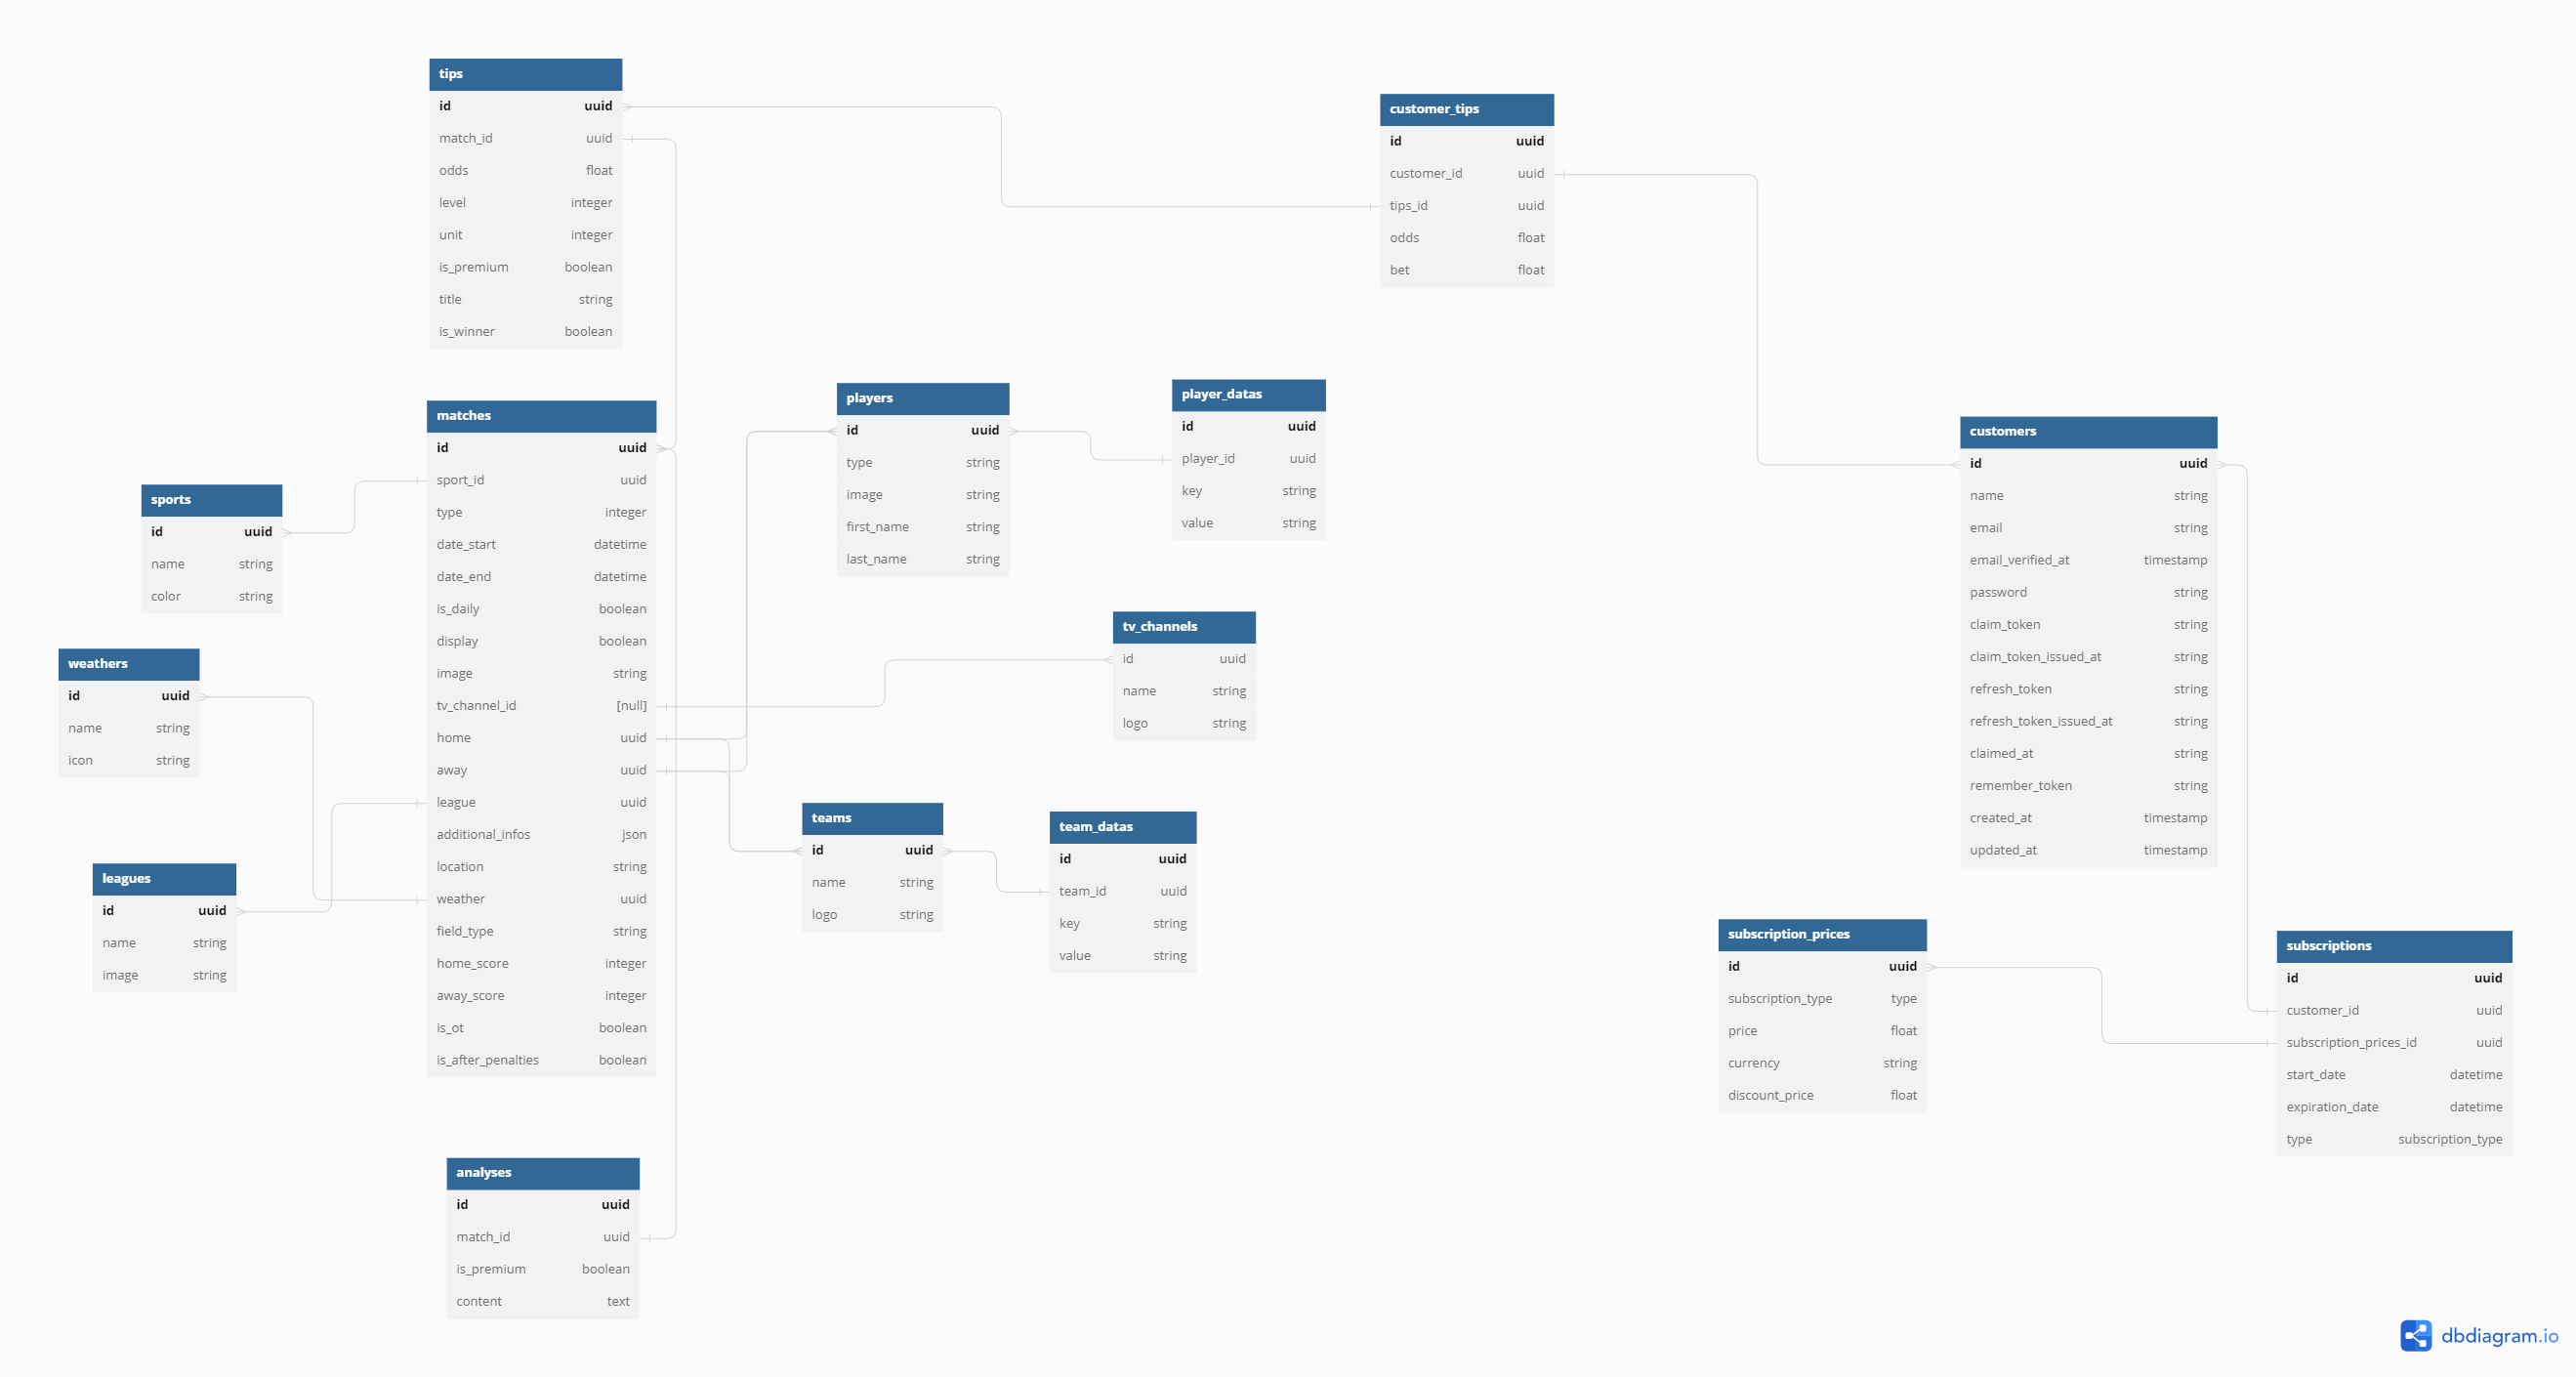 tips
id uuid
match_id uuid
odds float
level integer
unit integer
is_premium boolean
title string
is_winner boolean
customer_tips
id uuid
customer_id uuid
tips_id uuid
odds float
bet float
matches
id uuid
sport_id uuid
type integer
date_start datetime
date_end datetime
is_daily boolean
display boolean
image string
tv_channel_id [null]
home uuid
away uuid
league uuid
additional_infos json
location string
weather uuid
field_type string
home_score integer
away_score integer
is_ot boolean
is_after_penalties boolean
players
id uuid
type string
image string
first_name string
last_name string
player_datas
id uuid
player_id uuid
key string
value string
customers
id uuid
name string
email string
email_verified_at timestamp
password string
claim_token string
claim_token_issued_at string
refresh_token string
refresh_token_issued_at string
claimed_at string
remember_token string
created_at timestamp
updated_at timestamp
sports
id uuid
name string
color string
tv_channels
id uuid
name string
logo string
weathers
id uuid
name string
icon string
teams
id uuid
name string
logo string
team_datas
id uuid
team_id uuid
key string
value string
leagues
id uuid
name string
image string
subscription_prices
id uuid
subscription_type type
price float
currency string
discount_price float
subscriptions
id uuid
customer_id uuid
subscription_prices_id uuid
start_date datetime
expiration_date datetime
type subscription_type
analyses
id uuid
match_id uuid
is_premium boolean
content text
dbdiagram.io